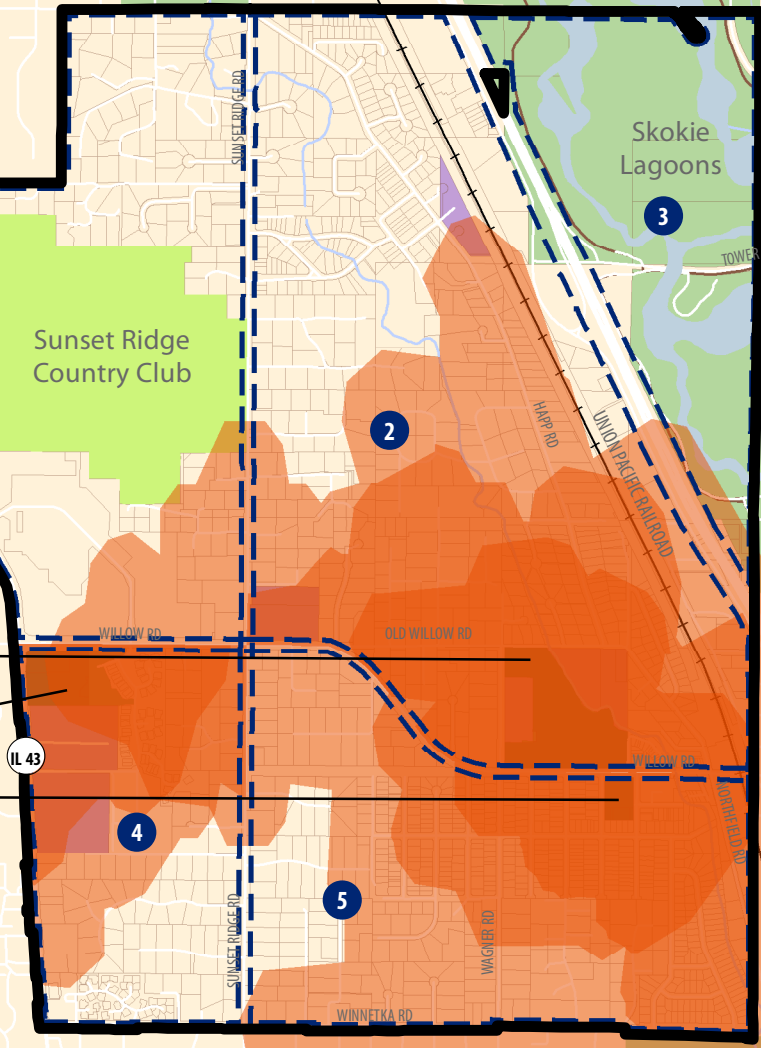 SUNSET RIDGE RD
Skokie
Lagoons
3
TOWER
Sunset Ridge
Country Club
2
HAPP RD
UNION PACIFIC RAILROAD
WILLOW RD
OLD WILLOW RD
IL 43
WILLOW RD
NORTHFIELD RD
4
5
SUNSET RIDGE RD
WAGNER RD
WINNETKA RD